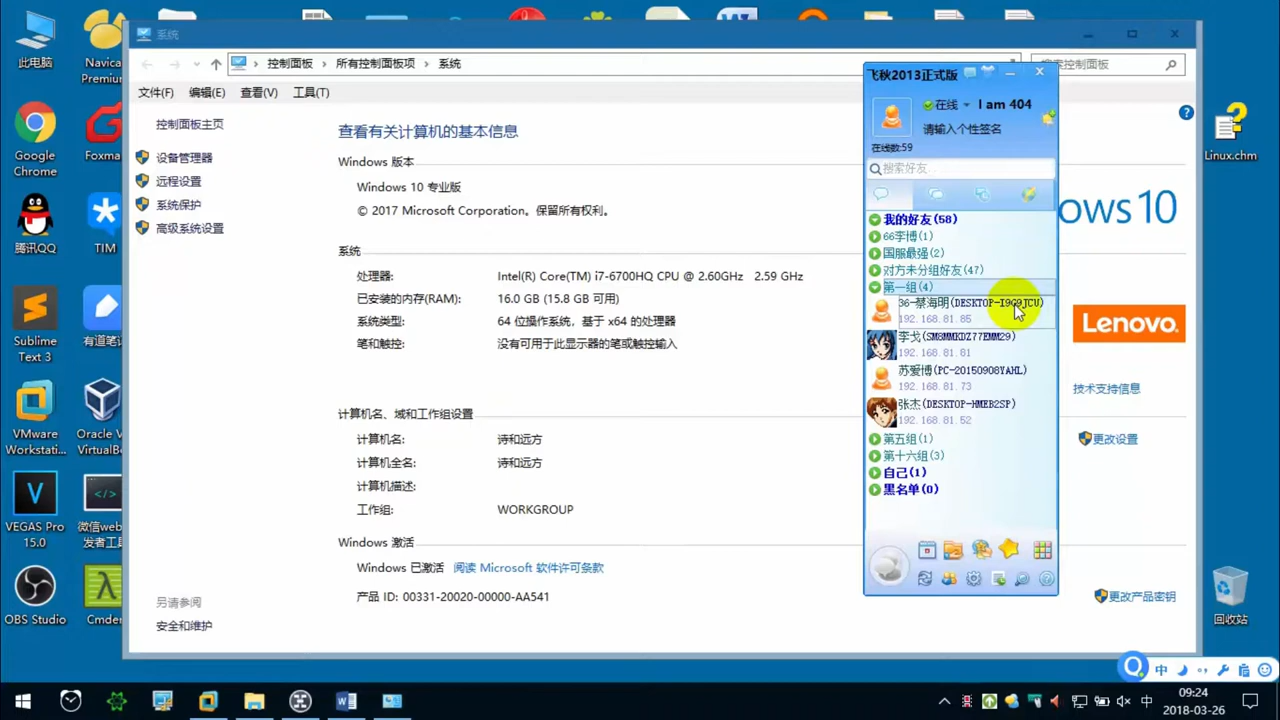 此电脑
Navica
Premium
Google
Chrome
Foxma
腾讯QQ
TIM
Sublime
Text 3
有道笔
VMware
Workstati...
Oracle V
VirtualBo
VEGAS Pro
15.0
微信web
发者工具
OBS Studio
Cmde
系统
控制面板 › 所有控制面板项 › 系统
搜索控制面板
文件(F) 编辑(E) 查看(V) 工具(T)
控制面板主页
设备管理器
远程设置
系统保护
高级系统设置
另请参阅
安全和维护
查看有关计算机的基本信息
Windows 版本
Windows 10 专业版
© 2017 Microsoft Corporation。保留所有权利。
系统
处理器: Intel(R) Core(TM) i7-6700HQ CPU @ 2.60GHz 2.59 GHz
已安装的内存(RAM): 16.0 GB (15.8 GB 可用)
系统类型: 64 位操作系统，基于 x64 的处理器
笔和触控: 没有可用于此显示器的笔或触控输入
计算机名、域和工作组设置
计算机名: 诗和远方
计算机全名: 诗和远方
计算机描述:
工作组: WORKGROUP
Windows 激活
Windows 已激活 阅读 Microsoft 软件许可条款
产品 ID: 00331-20020-00000-AA541
ows 10
Lenovo.
技术支持信息
更改设置
更改产品密钥
飞秋2013正式版
在线 I am 404
请输入个性签名
在线数:59
搜索好友..
我的好友(58)
66李博(1)
国服最强(2)
对方未分组好友(47)
第一组(4)
36-禁海明(DESKTOP-I9G9JCU)
192.168.81.85
李戈(SM8MMKDZ77EMM29)
192.168.81.81
苏爱博(PC-20150908YAHL)
192.168.81.73
张杰(DESKTOP-HMEB2SP)
192.168.81.52
第五组(1)
第十六组(3)
自己(1)
黑名单(0)
Linux.chm
回收站
中
中
09:24
2018-03-26